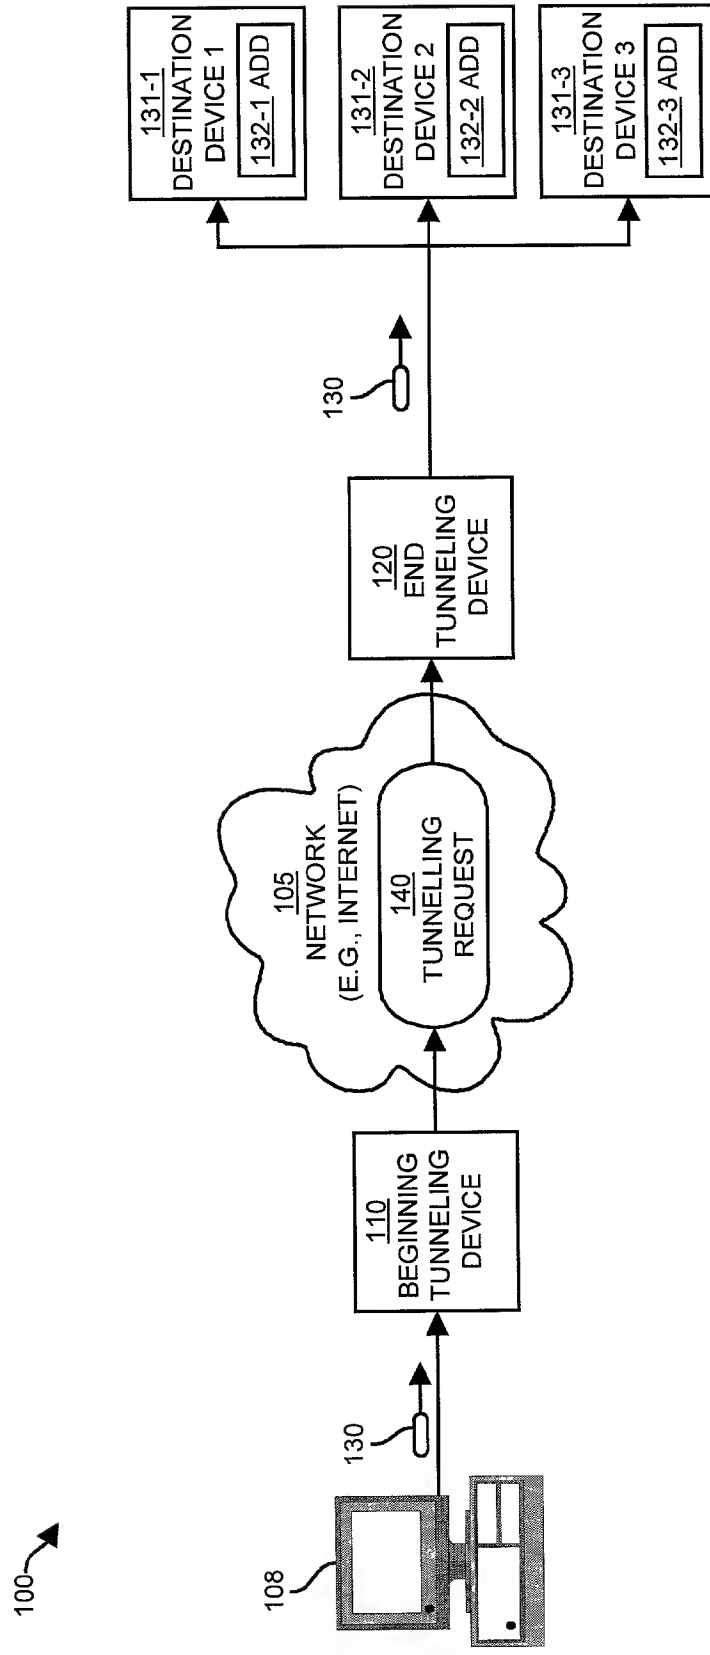 100
108
130
110
BEGINNING
TUNNELING
DEVICE
105
NETWORK
(E.G., INTERNET)
140
TUNNELLING
REQUEST
120
END
TUNNELING
DEVICE
130
131-1
DESTINATION
DEVICE 1
132-1 ADD
131-2
DESTINATION
DEVICE 2
132-2 ADD
131-3
DESTINATION
DEVICE 3
132-3 ADD